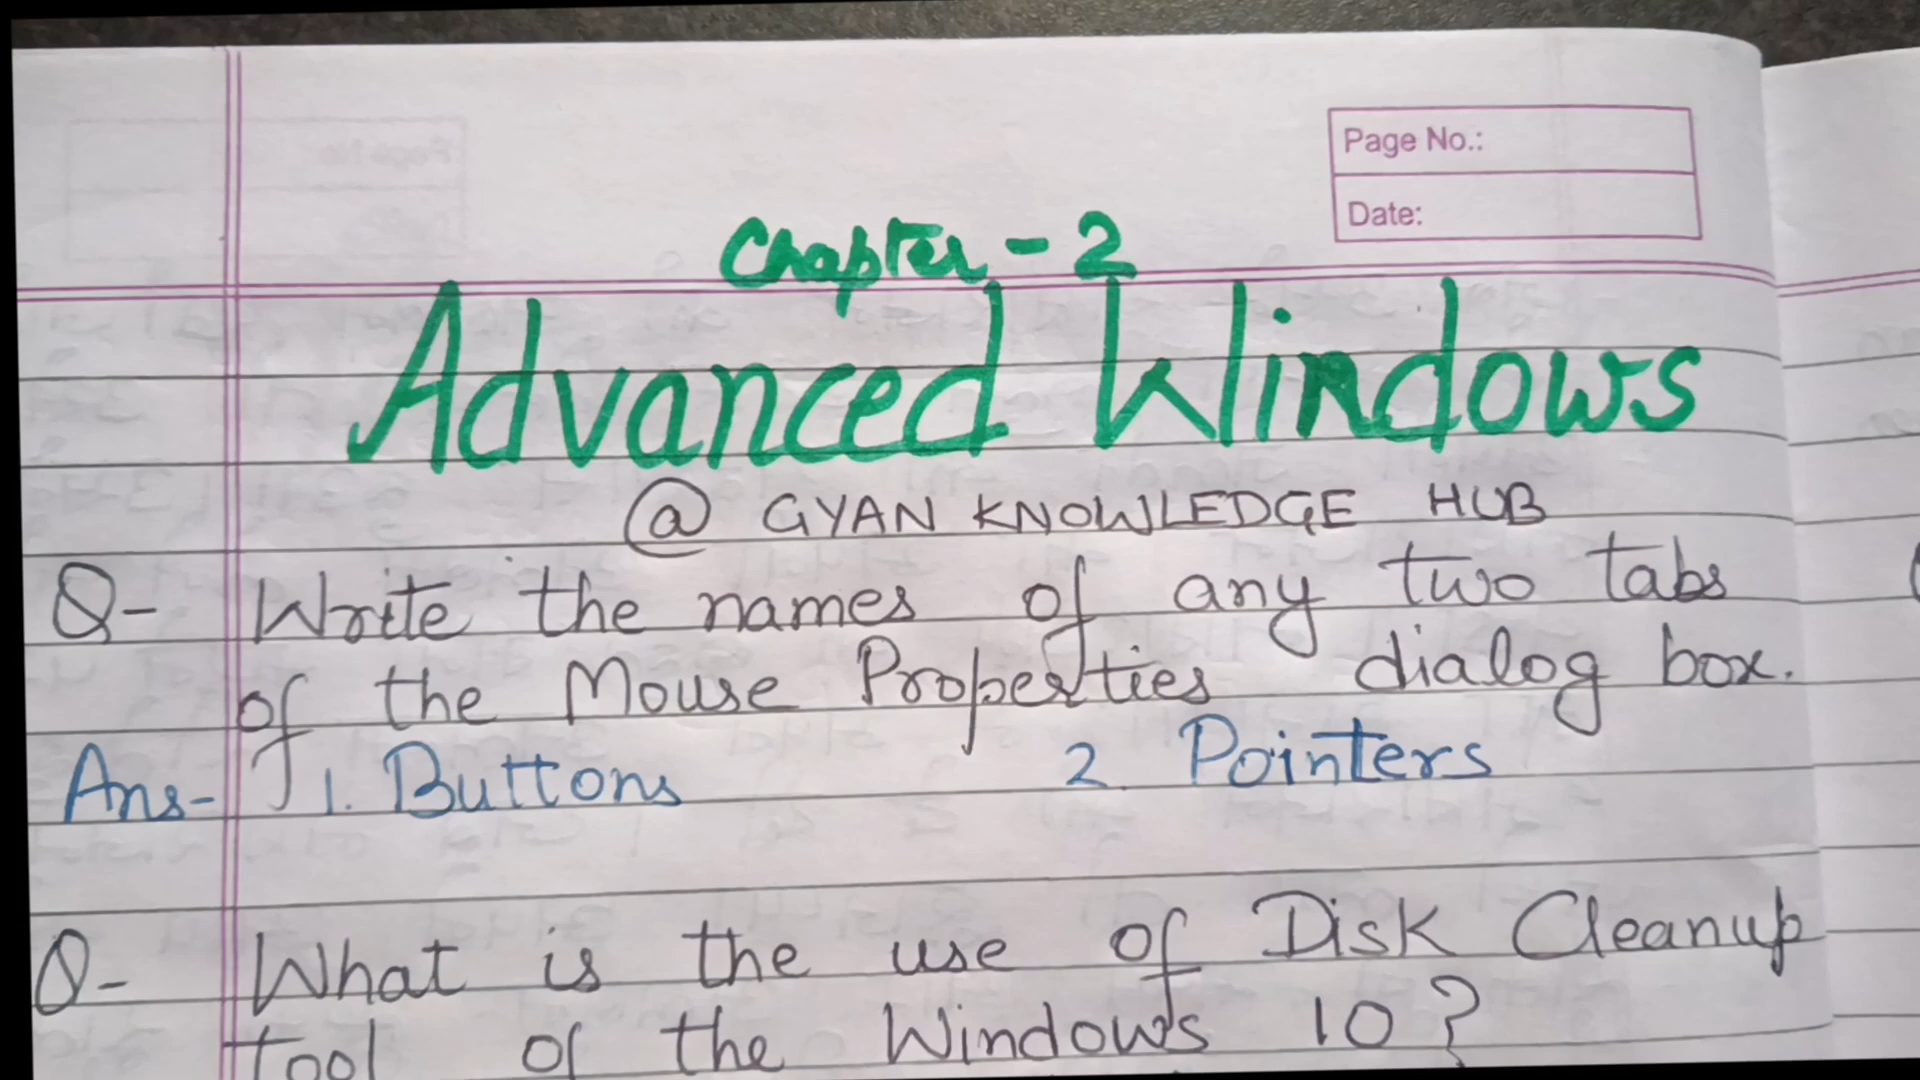 Page No.:
Date:
Chapter - 2
Advanced Windows
@ GYAN KNOWLEDGE HUB
Q- Write the names of any two tabs
of the Mouse Properties dialog box.
Ans- 1. Buttons 2. Pointers
Q- What is the use of Disk Cleanup
tool of the Windows 10?